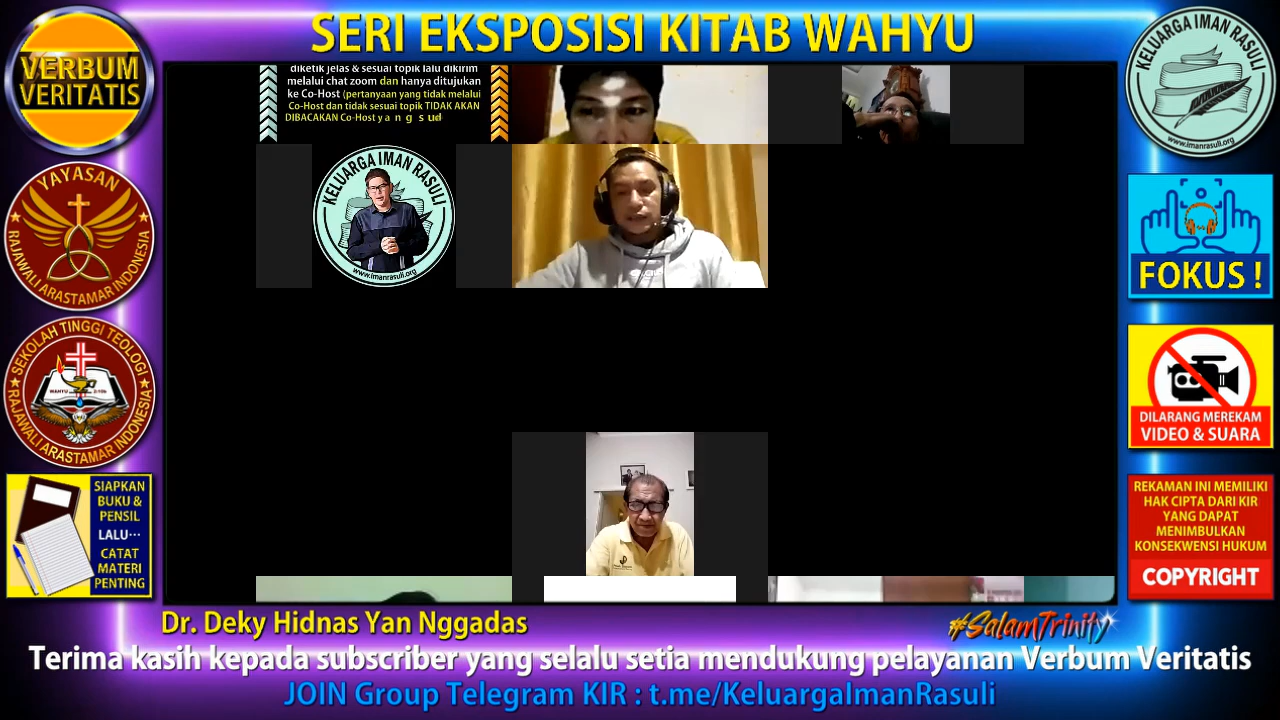 SERI EKSPOSISI KITAB WAHYU
VERBUM
VERITATIS
YAYASAN
RAJAWALI ARASTAMAR INDONESIA
SEKOLAH TINGGI TEOLOGI
RAJAWALI ARASTAMAR INDONESIA
SIAPKAN
BUKU &
PENSIL
LALU...
CATAT
MATERI
PENTING
diketik jelas & sesuai topik lalu dikirim
melalui chat zoom dan hanya ditujukan
ke Co-Host (pertanyaan yang tidak melalui
Co-Host dan tidak sesuai topik TIDAK AKAN
DIBACAKAN Co-Host y a n g s ud
KELUARGA IMAN RASULI
www.imanrasuli.org
KELUARGA IMAN RASULI
www.imanrasuli.org
FOKUS !
DILARANG MEREKAM
VIDEO & SUARA
REKAMAN INI MEMILIKI
HAK CIPTA DARI KIR
YANG DAPAT
MENIMBULKAN
KONSEKWENSI HUKUM
COPYRIGHT
Dr. Deky Hidnas Yan Nggadas
#SalamTrinity
Terima kasih kepada subscriber yang selalu setia mendukung pelayanan Verbum Veritatis
JOIN Group Telegram KIR : t.me/KeluargaImanRasuli